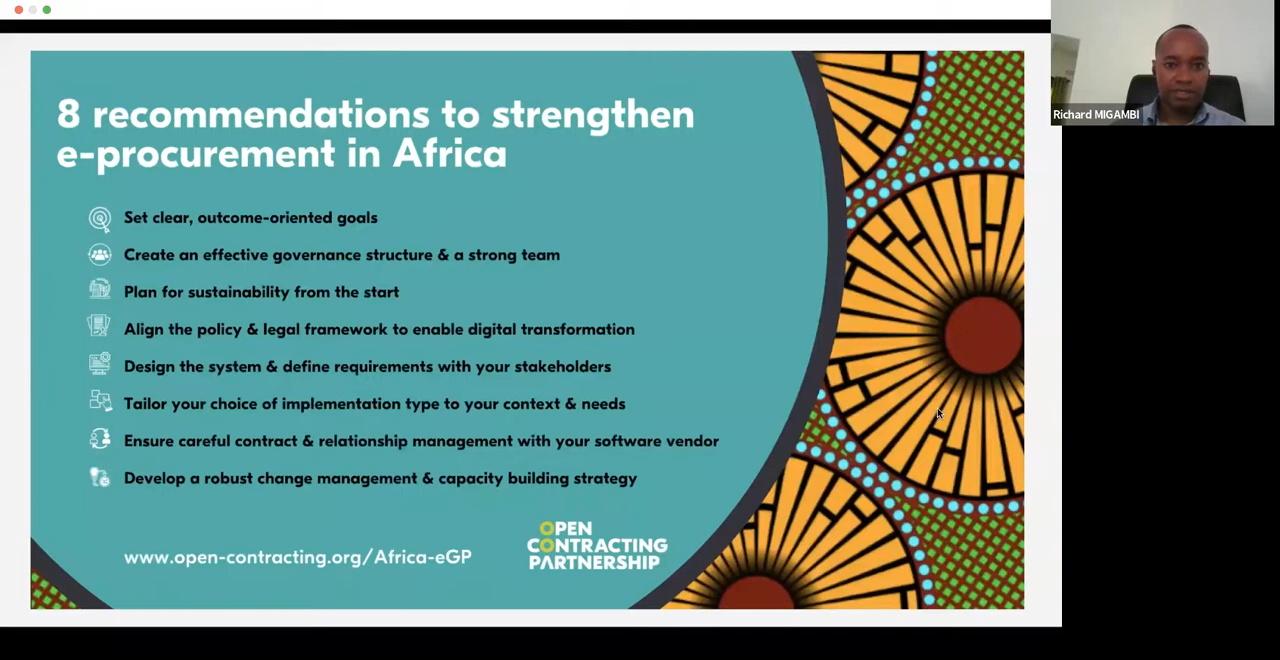 8 recommendations to strengthen
e-procurement in Africa
Set clear, outcome-oriented goals
Create an effective governance structure & a strong team
Plan for sustainability from the start
Align the policy & legal framework to enable digital transformation
Design the system & define requirements with your stakeholders
Tailor your choice of implementation type to your context & needs
Ensure careful contract & relationship management with your software vendor
Develop a robust change management & capacity building strategy
www.open-contracting.org/Africa-eGP
OPEN
CONTRACTING
PARTNERSHIP
Richard MIGAMBI